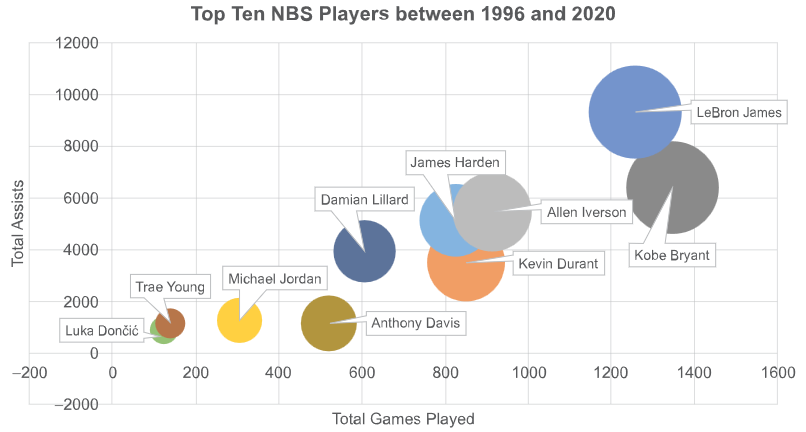 Top Ten NBS Players between 1996 and 2020
12000
10000
8000
6000
4000
2000
0
−2000
−200
0
200
400
600
800
1000
1200
1400
1600
Total Assists
Total Games Played
LeBron James
James Harden
Damian Lillard
Allen Iverson
Kobe Bryant
Kevin Durant
Trae Young
Michael Jordan
Luka Dončić
Anthony Davis